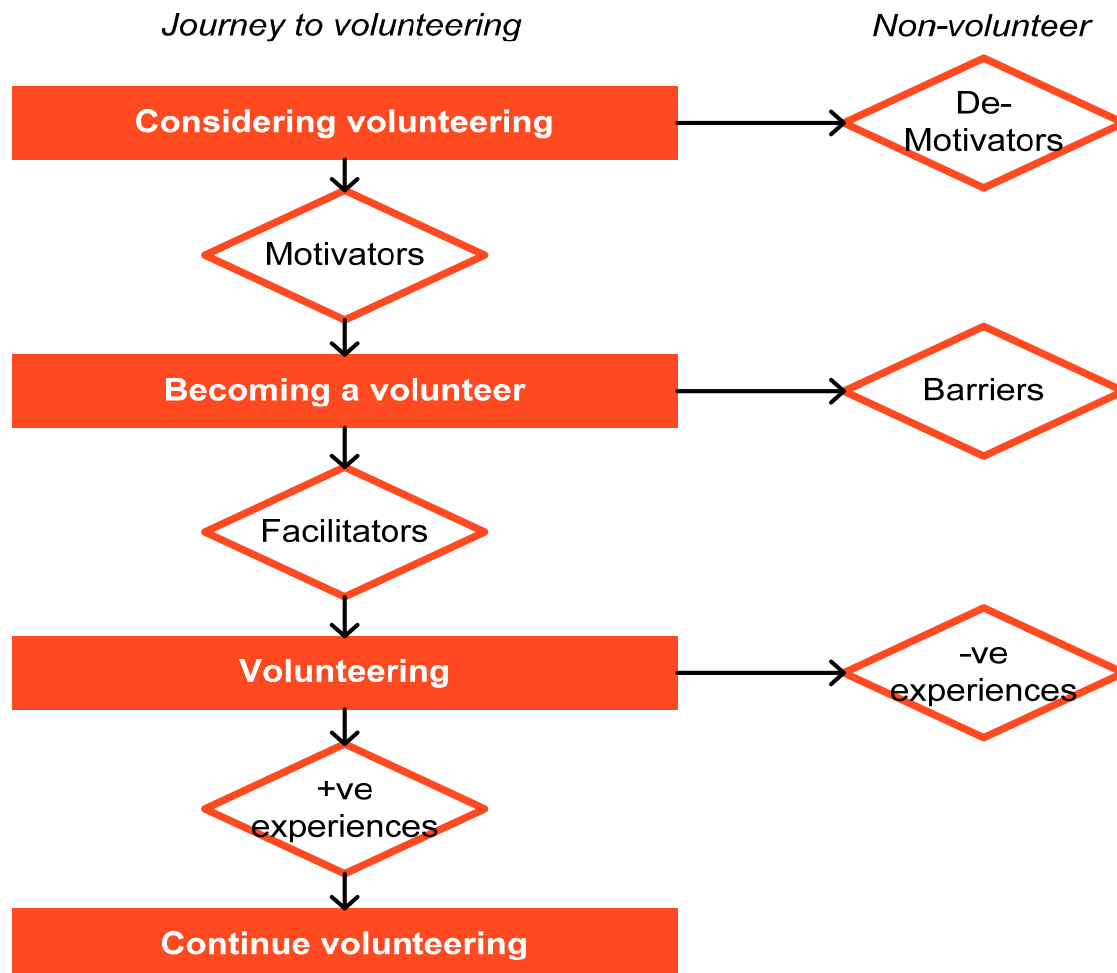 Journey to volunteering
Non-volunteer
Considering volunteering
De-
Motivators
Motivators
Becoming a volunteer
Barriers
Facilitators
Volunteering
-ve
experiences
+ve
experiences
Continue volunteering